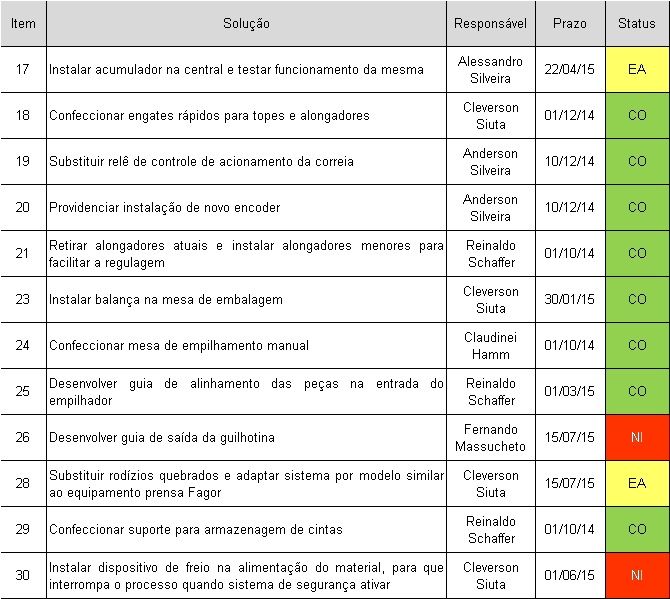 Item Solução Responsável Prazo Status
17 Instalar acumulador na central e testar funcionamento da mesma Alessandro Silveira 22/04/15 EA
18 Confeccionar engates rápidos para topes e alongadores Cleverson Siuta 01/12/14 CO
19 Substituir relê de controle de acionamento da correia Anderson Silveira 10/12/14 CO
20 Providenciar instalação de novo encoder Anderson Silveira 10/12/14 CO
21 Retirar alongadores atuais e instalar alongadores menores para
facilitar a regulagem Reinaldo Schaffer 01/10/14 CO
23 Instalar balança na mesa de embalagem Cleverson Siuta 30/01/15 CO
24 Confeccionar mesa de empilhamento manual Claudinei Hamm 01/10/14 CO
25 Desenvolver guia de alinhamento das peças na entrada do
empilhador Reinaldo Schaffer 01/03/15 CO
26 Desenvolver guia de saída da guilhotina Fernando Massucheto 15/07/15 NI
28 Substituir rodízios quebrados e adaptar sistema por modelo similar
ao equipamento prensa Fagor Cleverson Siuta 15/07/15 EA
29 Confeccionar suporte para armazenagem de cintas Reinaldo Schaffer 01/10/14 CO
30 Instalar dispositivo de freio na alimentação do material, para que
interrompa o processo quando sistema de segurança ativar Cleverson Siuta 01/06/15 NI